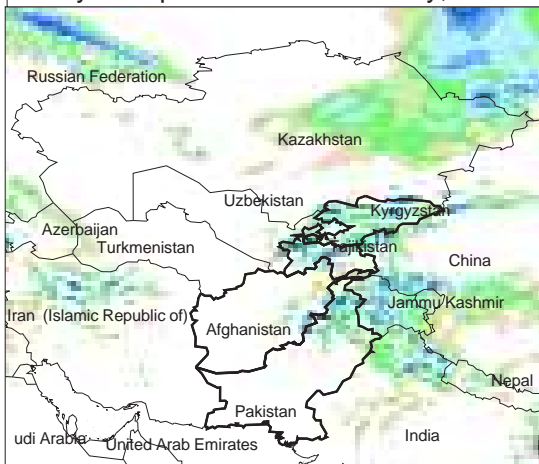 Russian Federation
Kazakhstan
Uzbekistan
Kyrgyzstan
Azerbaijan
Turkmenistan
Tajikistan
China
Iran (Islamic Republic of)
Afghanistan
Jammu Kashmir
Nepal
Pakistan
udi Arabia
United Arab Emirates
India